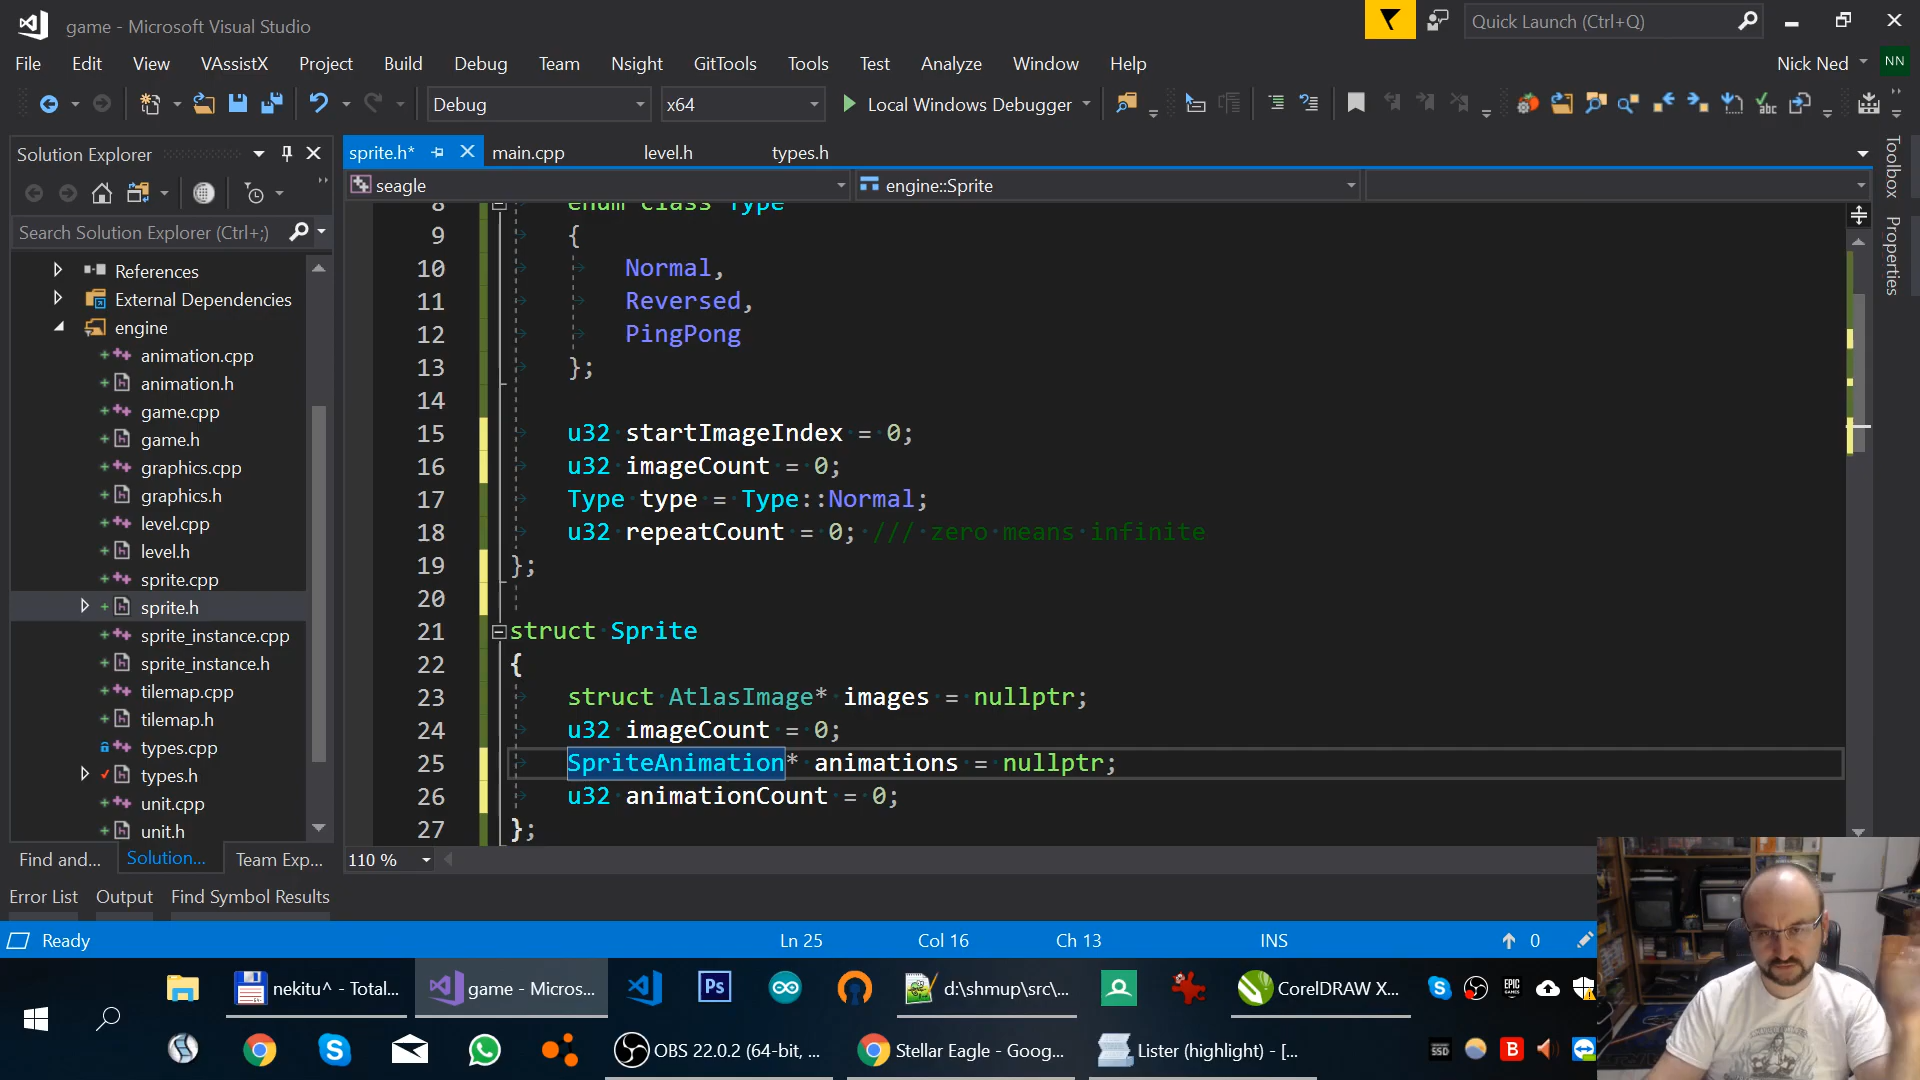 game - Microsoft Visual Studio
Quick Launch (Ctrl+Q)
File Edit View VAssistX Project Build Debug Team Nsight GitTools Tools Test Analyze Window Help
Nick Ned
NN
Debug
x64
Local Windows Debugger
Solution Explorer
sprite.h*
main.cpp
level.h
types.h
seagle
engine::Sprite
Toolbox
Properties
Search Solution Explorer (Ctrl+;)
References
External Dependencies
engine
animation.cpp
animation.h
game.cpp
game.h
graphics.cpp
graphics.h
level.cpp
level.h
sprite.cpp
sprite.h
sprite_instance.cpp
sprite_instance.h
tilemap.cpp
tilemap.h
types.cpp
types.h
unit.cpp
unit.h
8 enum class Type
9 {
10 Normal,
11 Reversed,
12 PingPong
13 };
14
15 u32 startImageIndex = 0;
16 u32 imageCount = 0;
17 Type type = Type::Normal;
18 u32 repeatCount = 0; /// zero means infinite
19 };
20
21 struct Sprite
22 {
23 struct AtlasImage* images = nullptr;
24 u32 imageCount = 0;
25 SpriteAnimation* animations = nullptr;
26 u32 animationCount = 0;
27 };
110 %
Find and...
Solution...
Team Exp...
Error List
Output
Find Symbol Results
Ready
Ln 25
Col 16
Ch 13
INS
0
nekitu^ - Total...
game - Micros...
Ps
d:\shmup\src\...
CorelDRAW X...
EPIC GAMES
OBS 22.0.2 (64-bit, ...
Stellar Eagle - Goog...
Lister (highlight) - [...
SSD
B